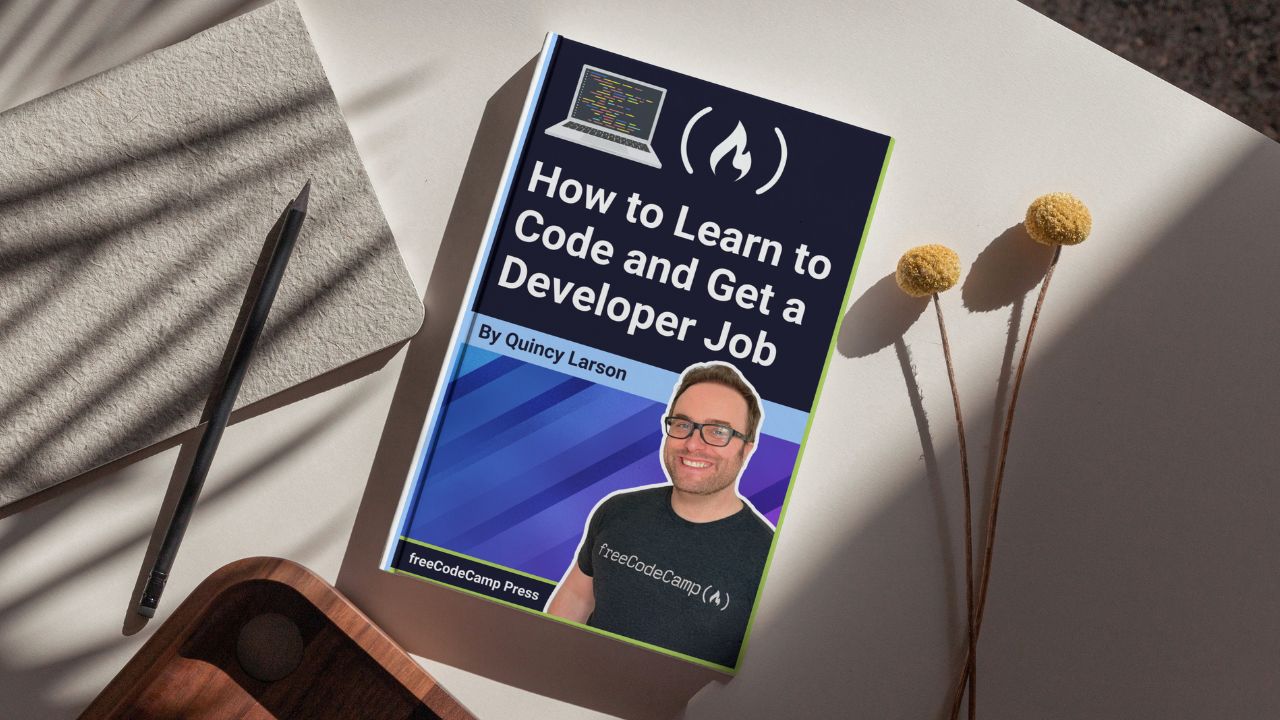 How to Learn to
Code and Get a
Developer Job
By Quincy Larson
freeCodeCamp(🔥)
freeCodeCamp Press